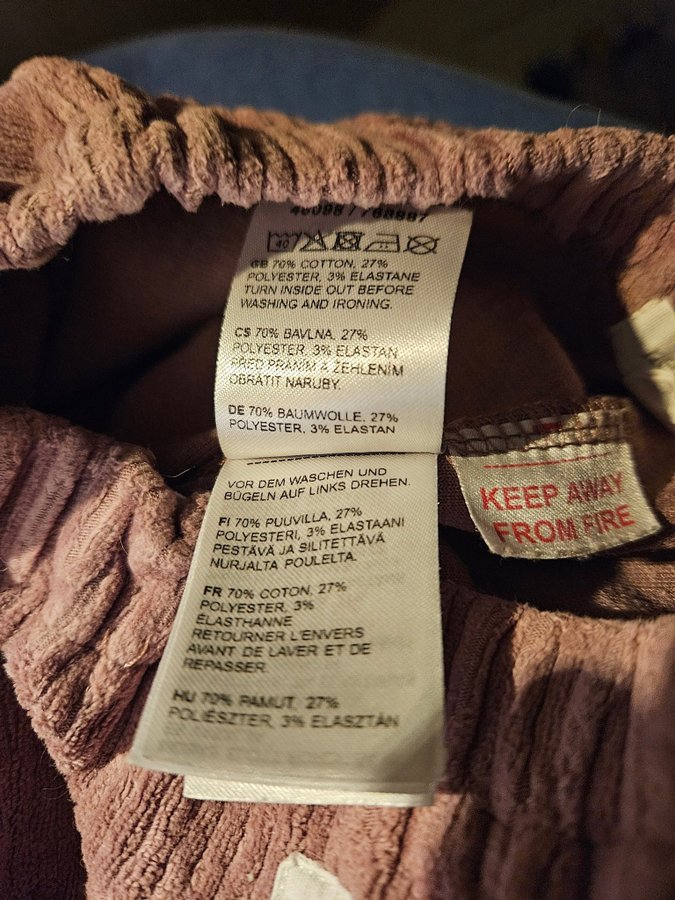 40
GB 70% COTTON, 27%
POLYESTER, 3% ELASTANE
TURN INSIDE OUT BEFORE
WASHING AND IRONING.
CS 70% BAVLNA, 27%
POLYESTER, 3% ELASTAN
PŘED PRANÍM A ŽEHLENÍM
OBRÁTIT NARUBY.
DE 70% BAUMWOLLE, 27%
POLYESTER, 3% ELASTAN
VOR DEM WASCHEN UND
BÜGELN AUF LINKS DREHEN.
FI 70% PUUVILLA, 27%
POLYESTERI, 3% ELASTAANI
PESTÄVÄ JA SILITETTÄVÄ
NURJALTA POULELTA.
FR 70% COTON, 27%
POLYESTER, 3%
ÉLASTHANNE
RETOURNER L'ENVERS
AVANT DE LAVER ET DE
REPASSER.
HU 70% PAMUT, 27%
POLIÉSZTER, 3% ELASZTÁN
KEEP AWAY
FROM FIRE